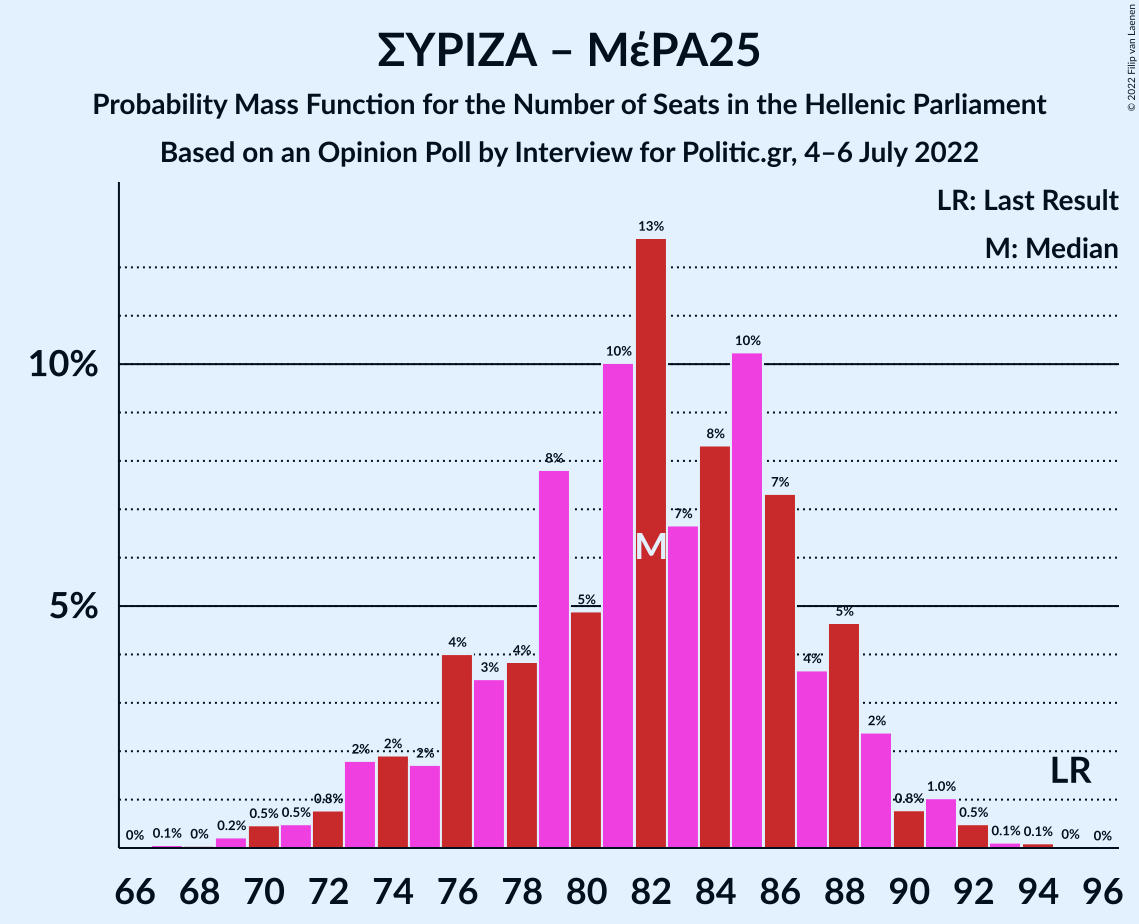 ΣΥΡΙΖΑ – ΜέΡΑ25
Probability Mass Function for the Number of Seats in the Hellenic Parliament
Based on an Opinion Poll by Interview for Politic.gr, 4–6 July 2022
© 2022 Filip van Laenen
LR: Last Result
M: Median
10%
5%
0% 0.1% 0% 0.2% 0.5% 0.5% 0.8% 2% 2% 2% 4% 3% 4% 8% 5% 10% 13% 7% 8% 10% 7% 4% 5% 2% 0.8% 1.0% 0.5% 0.1% 0.1% 0% 0%
M
LR
66 68 70 72 74 76 78 80 82 84 86 88 90 92 94 96